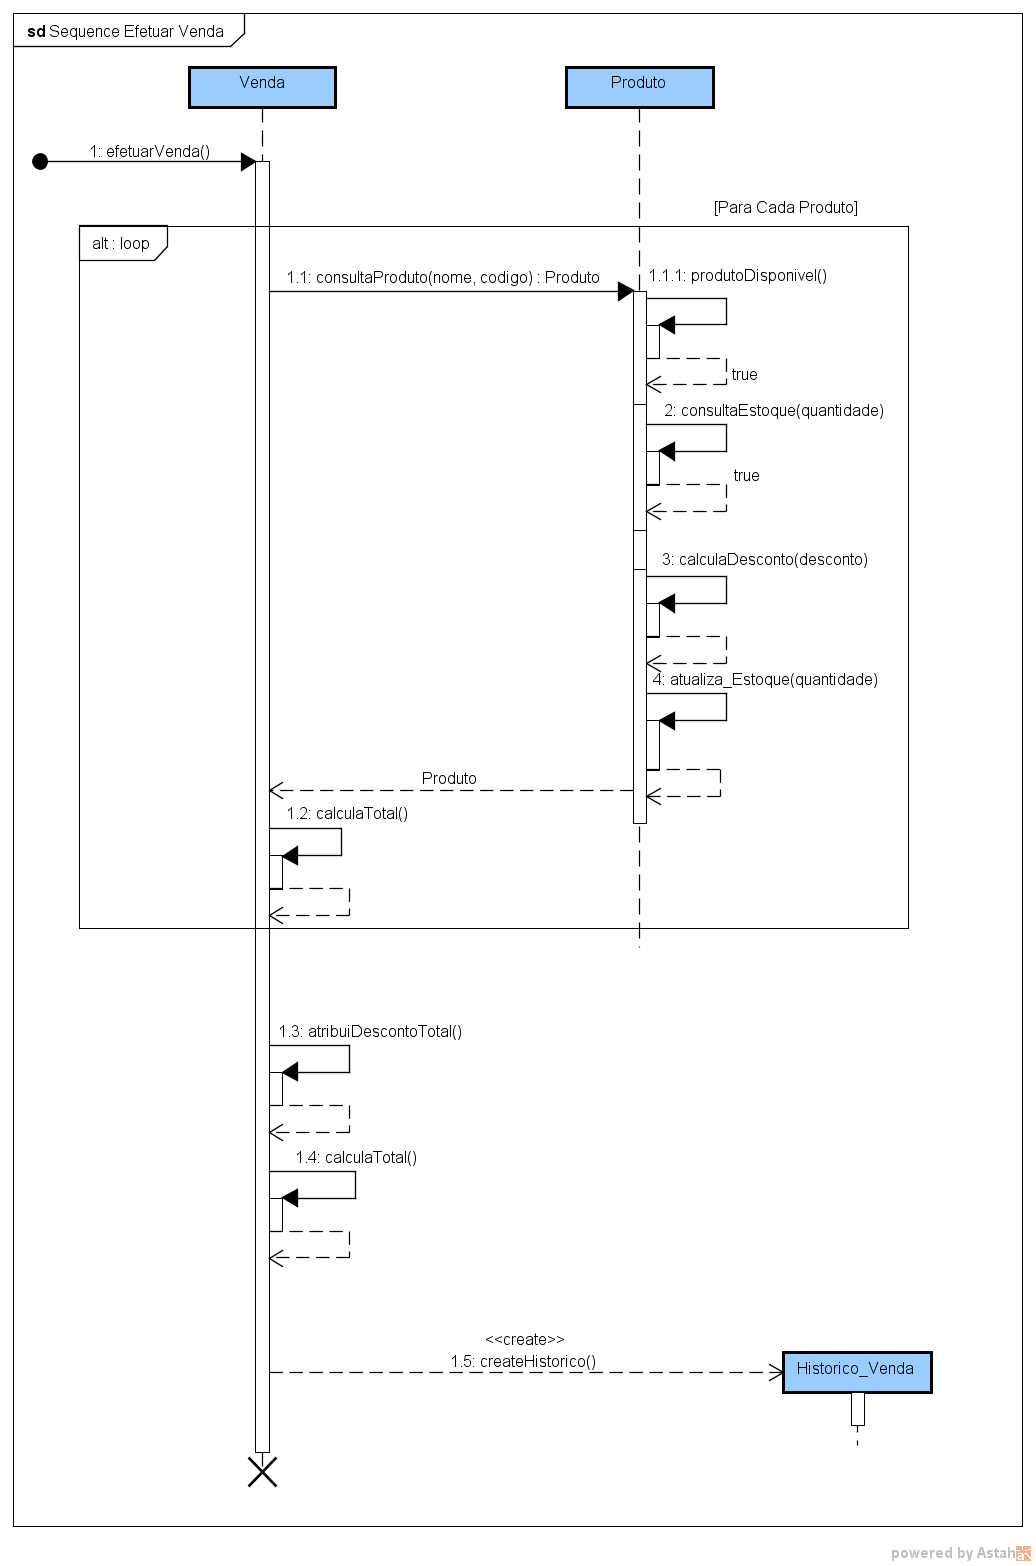 sd Sequence Efetuar Venda
Venda
Produto
1: efetuarVenda()
[Para Cada Produto]
alt : loop
1.1: consultaProduto(nome, codigo) : Produto
1.1.1: produtoDisponivel()
true
2: consultaEstoque(quantidade)
true
3: calculaDesconto(desconto)
4: atualiza_Estoque(quantidade)
Produto
1.2: calculaTotal()
1.3: atribuiDescontoTotal()
1.4: calculaTotal()
<<create>>
1.5: createHistorico()
Historico_Venda
powered by Astah